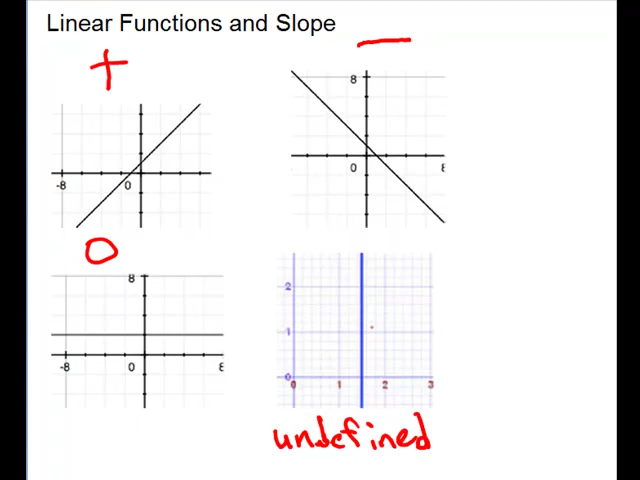 Linear Functions and Slope
+ −
8
-8 0
0 8
0
8
-8 0 8
2
1
0
0 1 2 3
undefined